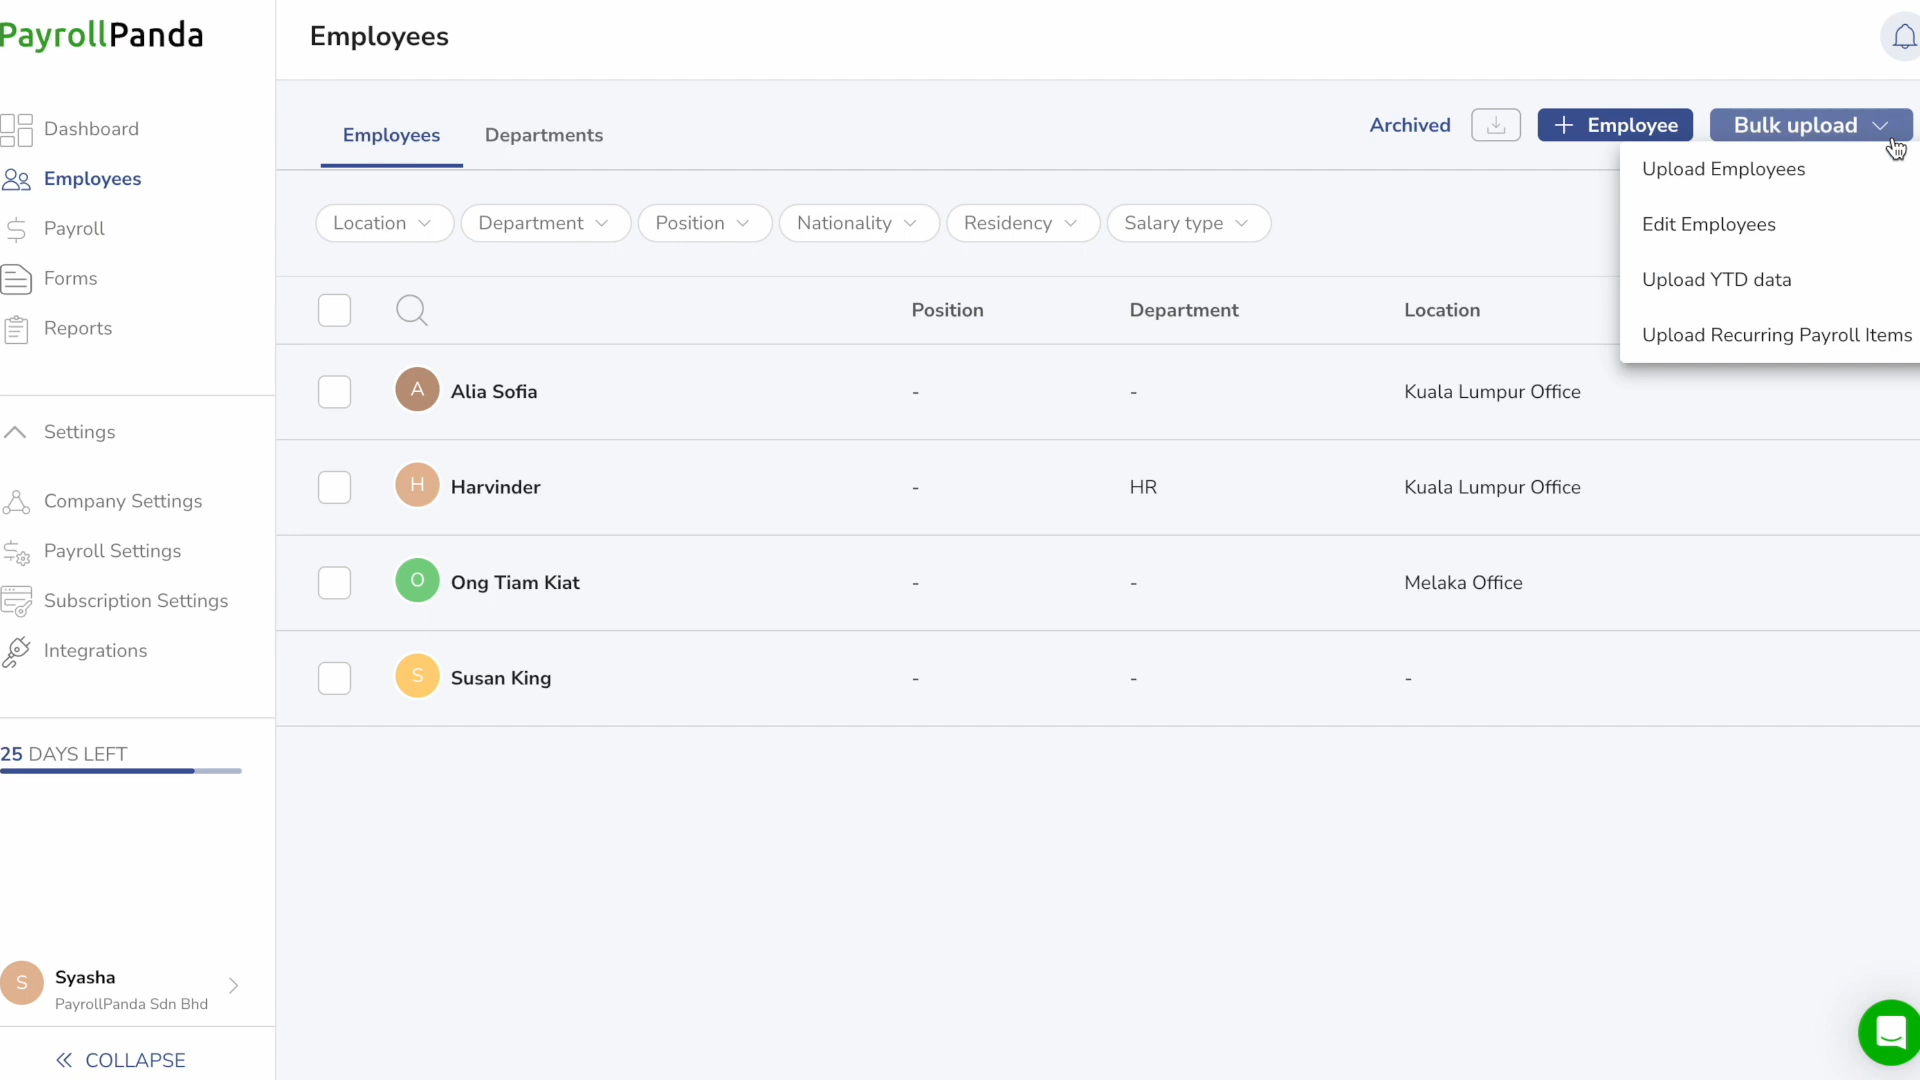 PayrollPanda
Employees
Dashboard
Employees
Payroll
Forms
Reports
Settings
Company Settings
Payroll Settings
Subscription Settings
Integrations
25 DAYS LEFT
S
Syasha
PayrollPanda Sdn Bhd
COLLAPSE
Employees
Departments
Archived
Employee
Bulk upload
Upload Employees
Edit Employees
Upload YTD data
Upload Recurring Payroll Items
Location
Department
Position
Nationality
Residency
Salary type
Position
Department
Location
A
Alia Sofia
-
-
Kuala Lumpur Office
H
Harvinder
-
HR
Kuala Lumpur Office
O
Ong Tiam Kiat
-
-
Melaka Office
S
Susan King
-
-
-